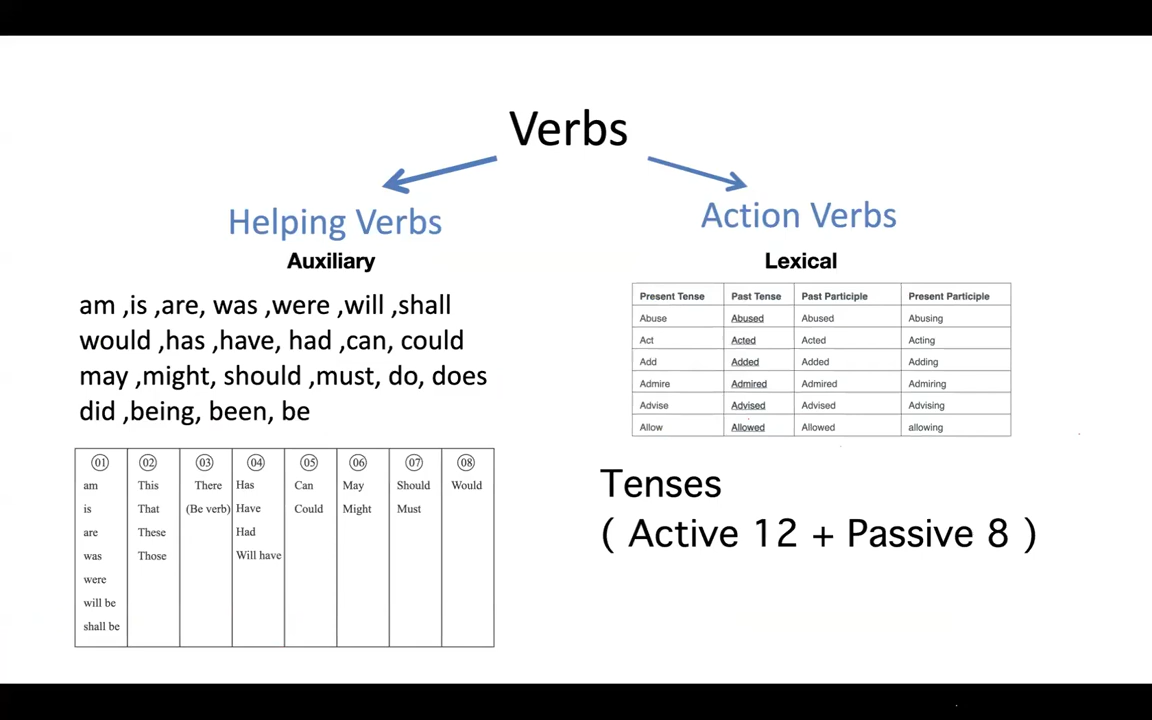 Verbs
Helping Verbs
Auxiliary
am ,is ,are, was ,were ,will ,shall
would ,has ,have, had ,can, could
may ,might, should ,must, do, does
did ,being, been, be
01 02 03 04 05 06 07 08
am This There Has Can May Should Would
is That (Be verb) Have Could Might Must
are These Had
was Those Will have
were
will be
shall be
Action Verbs
Lexical
Present Tense Past Tense Past Participle Present Participle
Abuse Abused Abused Abusing
Act Acted Acted Acting
Add Added Added Adding
Admire Admired Admired Admiring
Advise Advised Advised Advising
Allow Allowed Allowed allowing
Tenses
( Active 12 + Passive 8 )